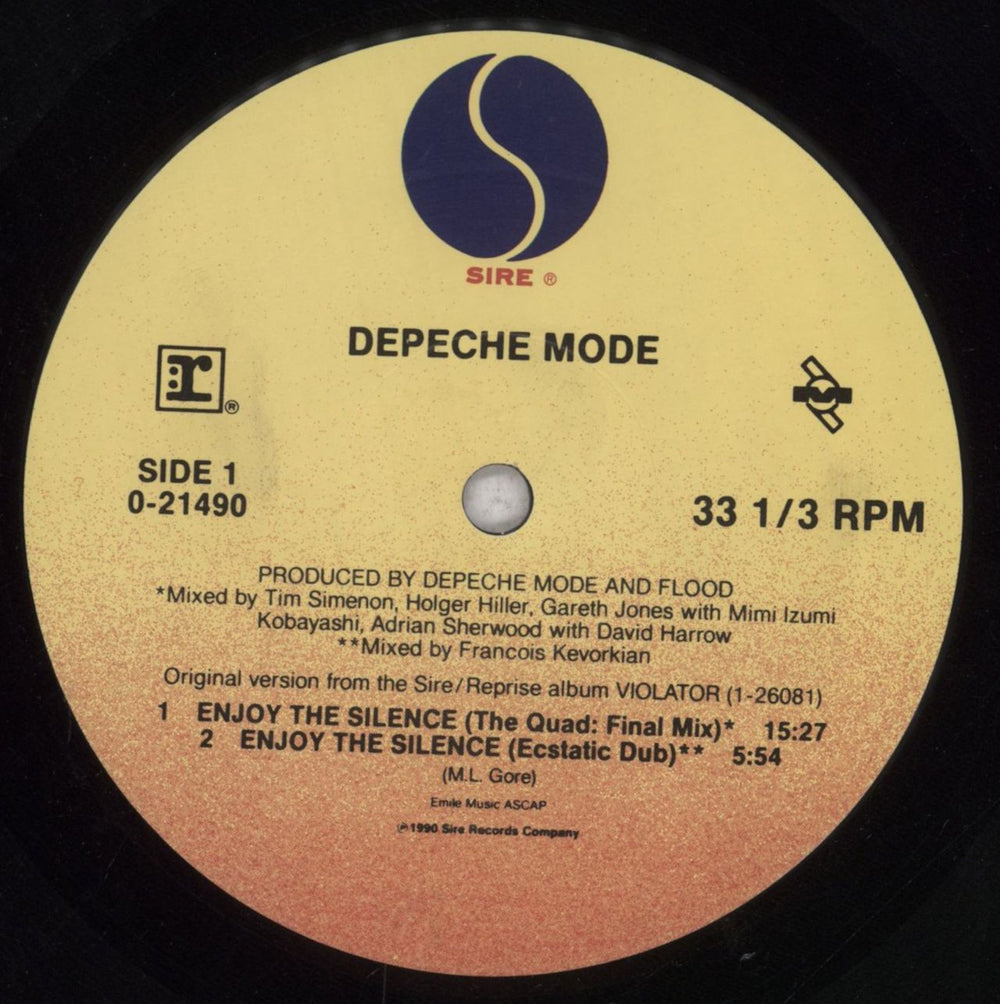 SIRE ®
DEPECHE MODE
r ®
M
SIDE 1
0-21490
33 1/3 RPM
PRODUCED BY DEPECHE MODE AND FLOOD
*Mixed by Tim Simenon, Holger Hiller, Gareth Jones with Mimi Izumi
Kobayashi, Adrian Sherwood with David Harrow
**Mixed by Francois Kevorkian
Original version from the Sire/Reprise album VIOLATOR (1-26081)
1 ENJOY THE SILENCE (The Quad: Final Mix)* 15:27
2 ENJOY THE SILENCE (Ecstatic Dub)** 5:54
(M.L. Gore)
Emile Music ASCAP
℗1990 Sire Records Company